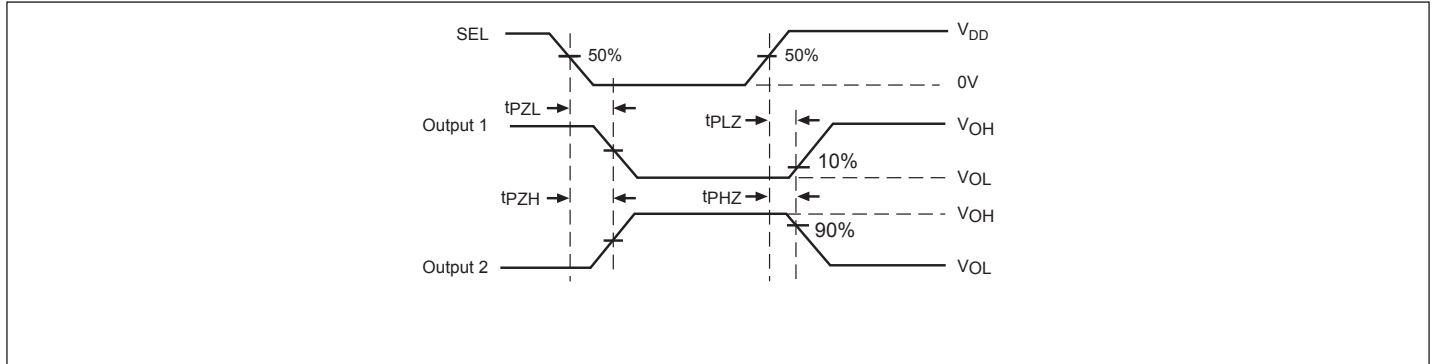 SEL
50%
50%
VDD
0V
tPZL
tPLZ
Output 1
VOH
10%
VOL
tPZH
tPHZ
VOH
90%
Output 2
VOL